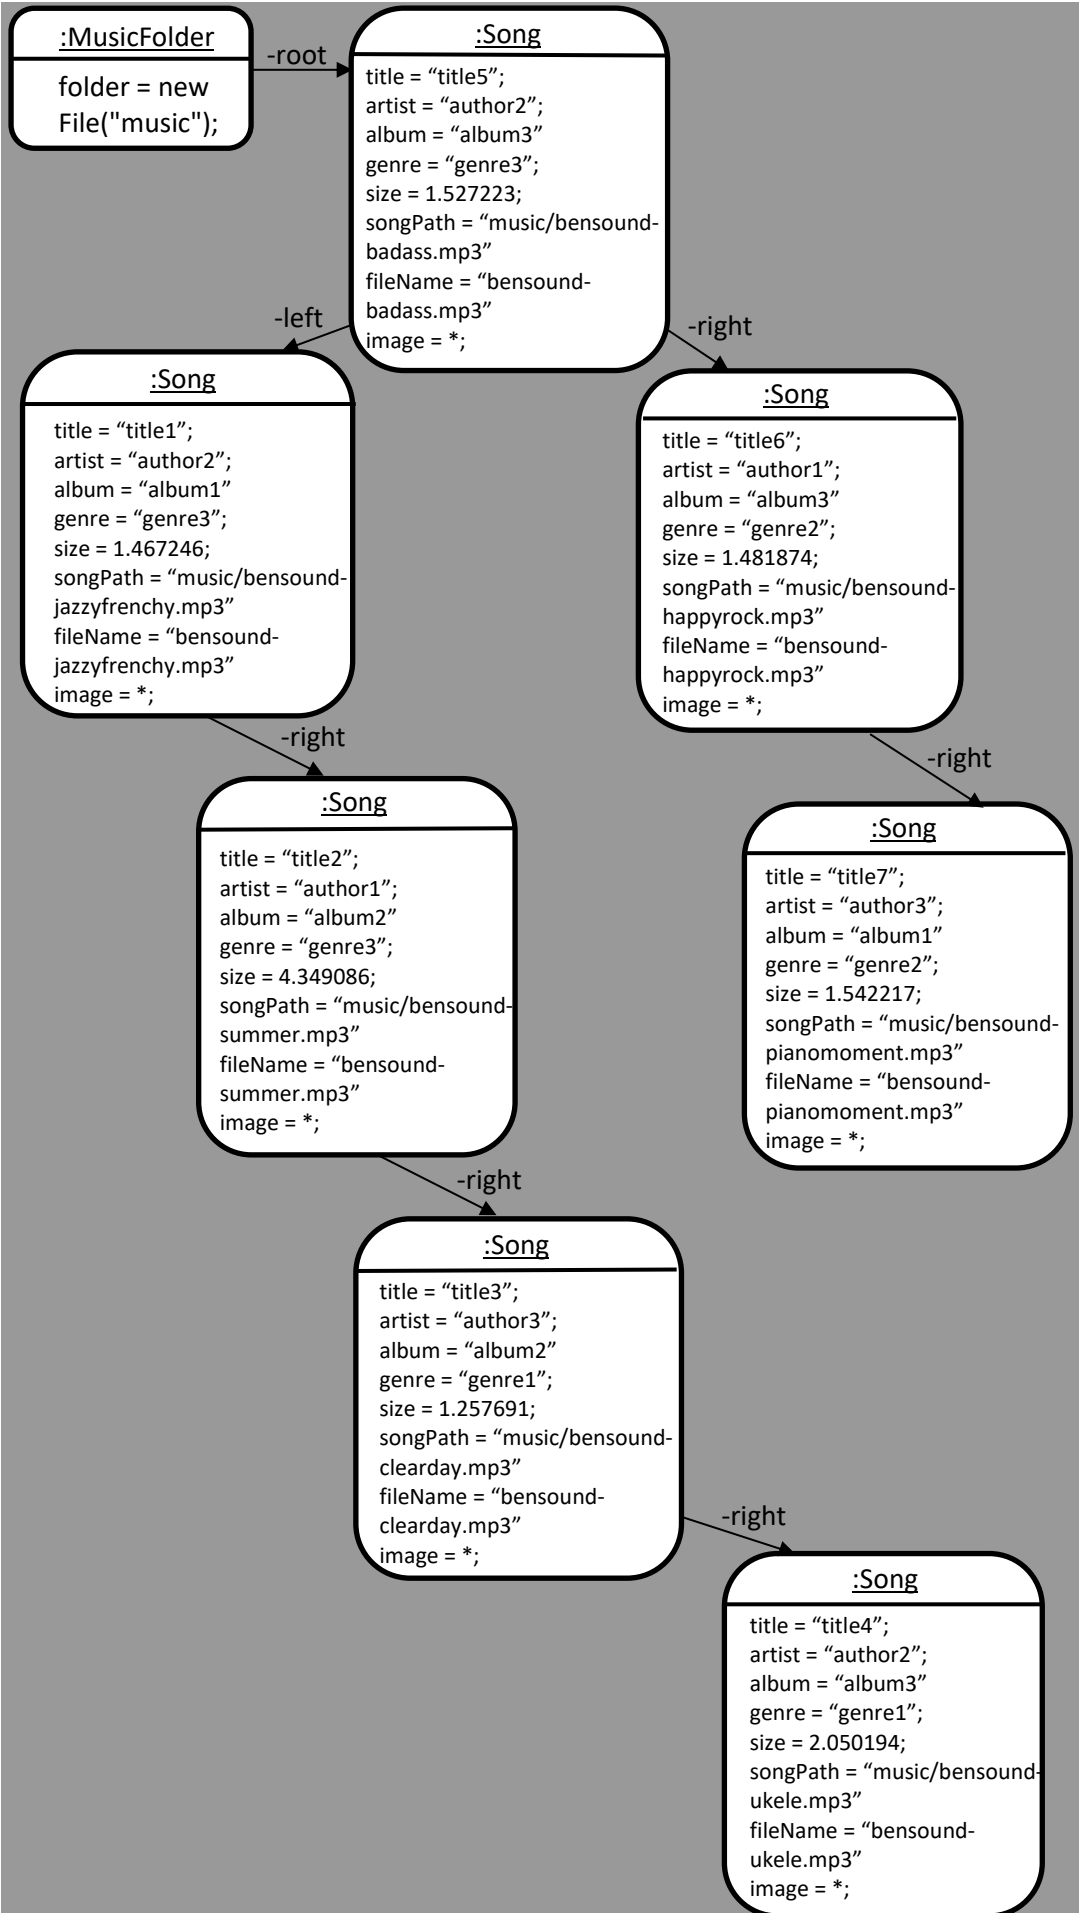 :MusicFolder
folder = new
File("music");
-root
:Song
title = “title5”;
artist = “author2”;
album = “album3”
genre = “genre3”;
size = 1.527223;
songPath = “music/bensound-
badass.mp3”
fileName = “bensound-
badass.mp3”
image = *;
-left
-right
:Song
title = “title1”;
artist = “author2”;
album = “album1”
genre = “genre3”;
size = 1.467246;
songPath = “music/bensound-
jazzyfrenchy.mp3”
fileName = “bensound-
jazzyfrenchy.mp3”
image = *;
:Song
title = “title6”;
artist = “author1”;
album = “album3”
genre = “genre2”;
size = 1.481874;
songPath = “music/bensound-
happyrock.mp3”
fileName = “bensound-
happyrock.mp3”
image = *;
-right
-right
:Song
title = “title2”;
artist = “author1”;
album = “album2”
genre = “genre3”;
size = 4.349086;
songPath = “music/bensound-
summer.mp3”
fileName = “bensound-
summer.mp3”
image = *;
:Song
title = “title7”;
artist = “author3”;
album = “album1”
genre = “genre2”;
size = 1.542217;
songPath = “music/bensound-
pianomoment.mp3”
fileName = “bensound-
pianomoment.mp3”
image = *;
-right
:Song
title = “title3”;
artist = “author3”;
album = “album2”
genre = “genre1”;
size = 1.257691;
songPath = “music/bensound-
clearday.mp3”
fileName = “bensound-
clearday.mp3”
image = *;
-right
:Song
title = “title4”;
artist = “author2”;
album = “album3”
genre = “genre1”;
size = 2.050194;
songPath = “music/bensound-
ukele.mp3”
fileName = “bensound-
ukele.mp3”
image = *;